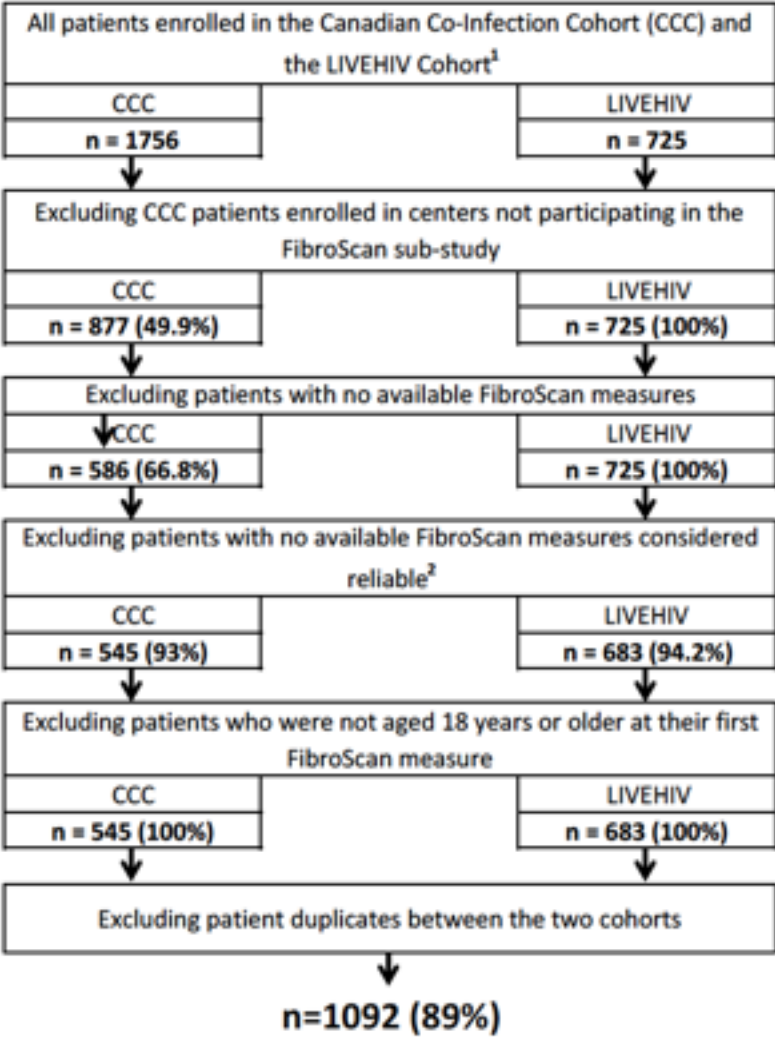 All patients enrolled in the Canadian Co-Infection Cohort (CCC) and
the LIVEHIV Cohort¹
CCC LIVEHIV
n = 1756 n = 725
Excluding CCC patients enrolled in centers not participating in the
FibroScan sub-study
CCC LIVEHIV
n = 877 (49.9%) n = 725 (100%)
Excluding patients with no available FibroScan measures
CCC LIVEHIV
n = 586 (66.8%) n = 725 (100%)
Excluding patients with no available FibroScan measures considered
reliable²
CCC LIVEHIV
n = 545 (93%) n = 683 (94.2%)
Excluding patients who were not aged 18 years or older at their first
FibroScan measure
CCC LIVEHIV
n = 545 (100%) n = 683 (100%)
Excluding patient duplicates between the two cohorts
n=1092 (89%)